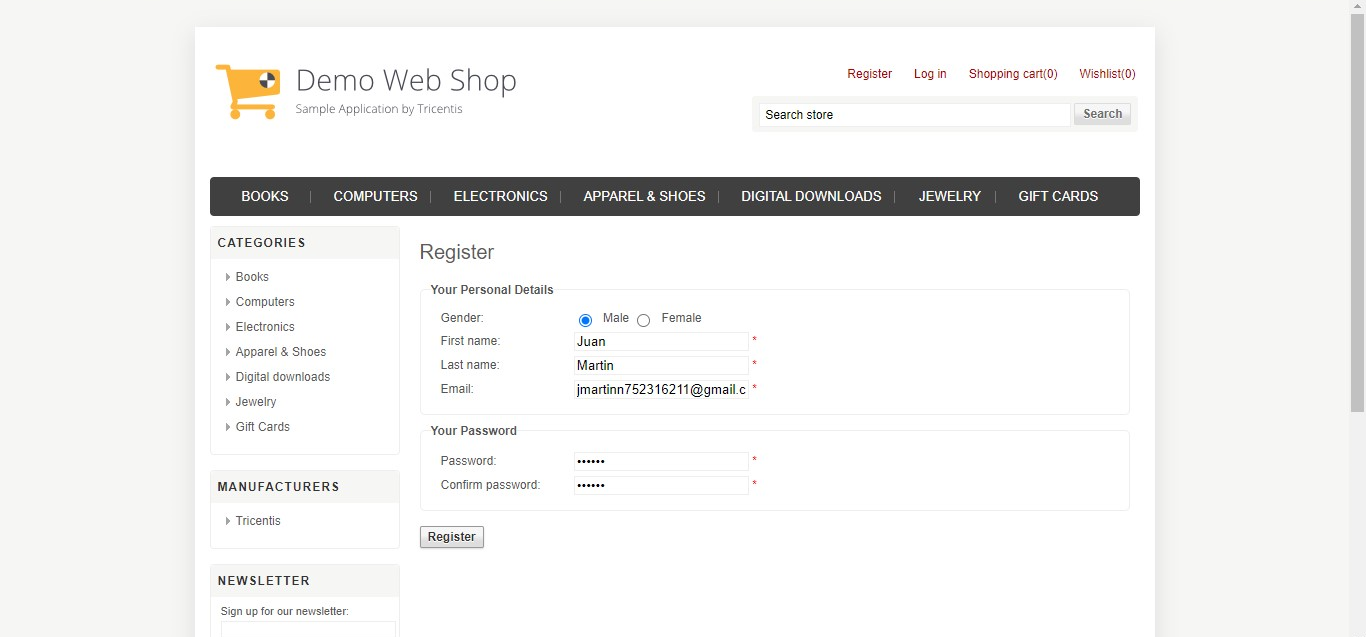 Demo Web Shop
Sample Application by Tricentis
Register Log in Shopping cart(0) Wishlist(0)
Search store Search
BOOKS COMPUTERS ELECTRONICS APPAREL & SHOES DIGITAL DOWNLOADS JEWELRY GIFT CARDS
CATEGORIES
Books
Computers
Electronics
Apparel & Shoes
Digital downloads
Jewelry
Gift Cards
MANUFACTURERS
Tricentis
NEWSLETTER
Sign up for our newsletter:
Register
Your Personal Details
Gender: Male Female
First name: Juan *
Last name: Martin *
Email: jmartinn752316211@gmail.c *
Your Password
Password: •••••• *
Confirm password: •••••• *
Register